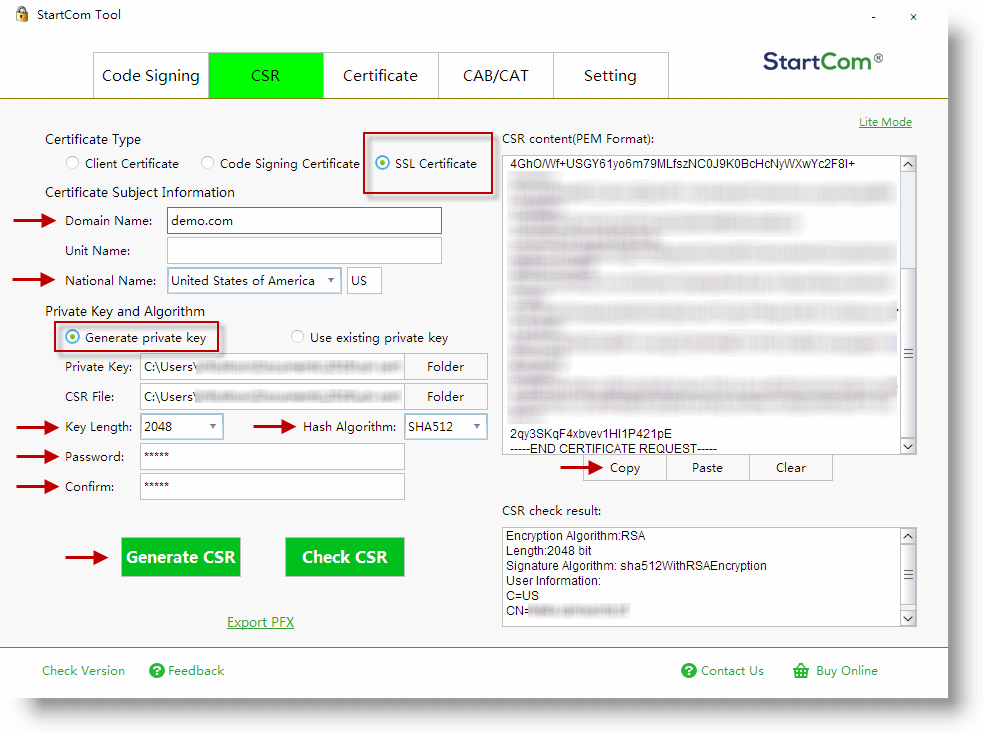 StartCom Tool
Code Signing
CSR
Certificate
CAB/CAT
Setting
StartCom®
Lite Mode
Certificate Type
Client Certificate
Code Signing Certificate
SSL Certificate
Certificate Subject Information
Domain Name: demo.com
Unit Name:
National Name: United States of America US
Private Key and Algorithm
Generate private key
Use existing private key
Private Key: C:\Users\ Folder
CSR File: C:\Users\ Folder
Key Length: 2048 Hash Algorithm: SHA512
Password: *****
Confirm: *****
Generate CSR
Check CSR
Export PFX
CSR content(PEM Format):
4GhO/Wf+USGY61yo6m79MLfszNC0J9K0BcHcNyWXwYc2F8I+
2qy3SKqF4xbvev1HI1P421pE
-----END CERTIFICATE REQUEST-----
Copy
Paste
Clear
CSR check result:
Encryption Algorithm:RSA
Length:2048 bit
Signature Algorithm: sha512WithRSAEncryption
User Information:
C=US
CN=
Check Version
Feedback
Contact Us
Buy Online